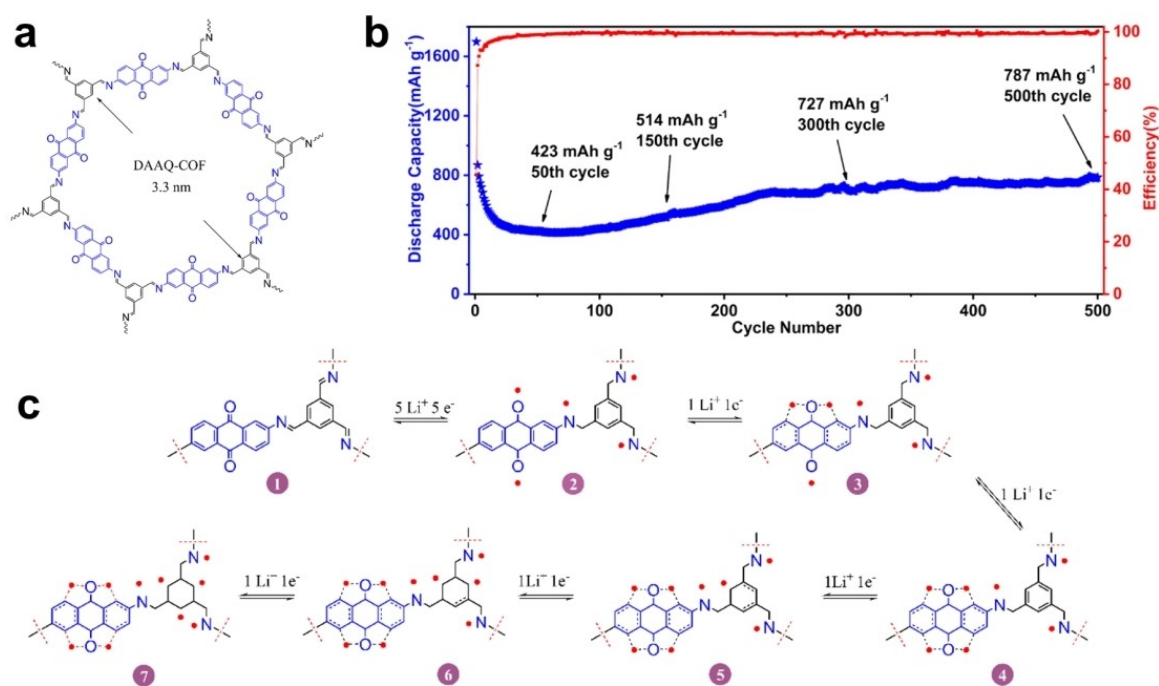 a
DAAQ-COF
3.3 nm
b
Discharge Capacity(mAh g⁻¹)
1600
1200
800
400
0
423 mAh g⁻¹
50th cycle
514 mAh g⁻¹
150th cycle
727 mAh g⁻¹
300th cycle
787 mAh g⁻¹
500th cycle
100
80
60
40
20
0
Efficiency(%)
1 100 200 300 400 500
Cycle Number
c
5 Li⁺ 5 e⁻
1 Li⁺ 1e⁻
1 2 3
1 Li⁺ 1e⁻
1 Li⁻ 1e⁻
1Li⁻ 1e⁻
1Li⁺ 1e⁻
7 6 5 4